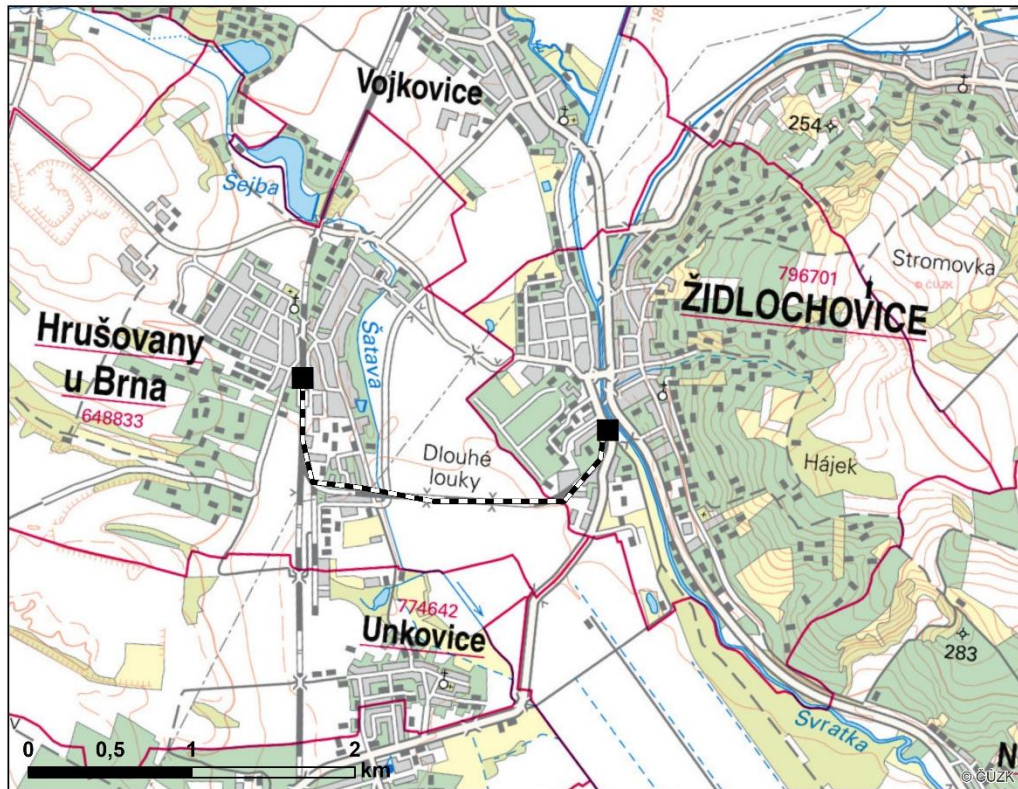 Vojkovice
254
Šejba
Stromovka
© ČÚZK
796701
ŽIDLOCHOVICE
Hrušovany
u Brna
648833
Šatava
Dlouhé
louky
Hájek
774642
Unkovice
283
Svratka
0 0,5 1 2
km
N
© ČÚZK